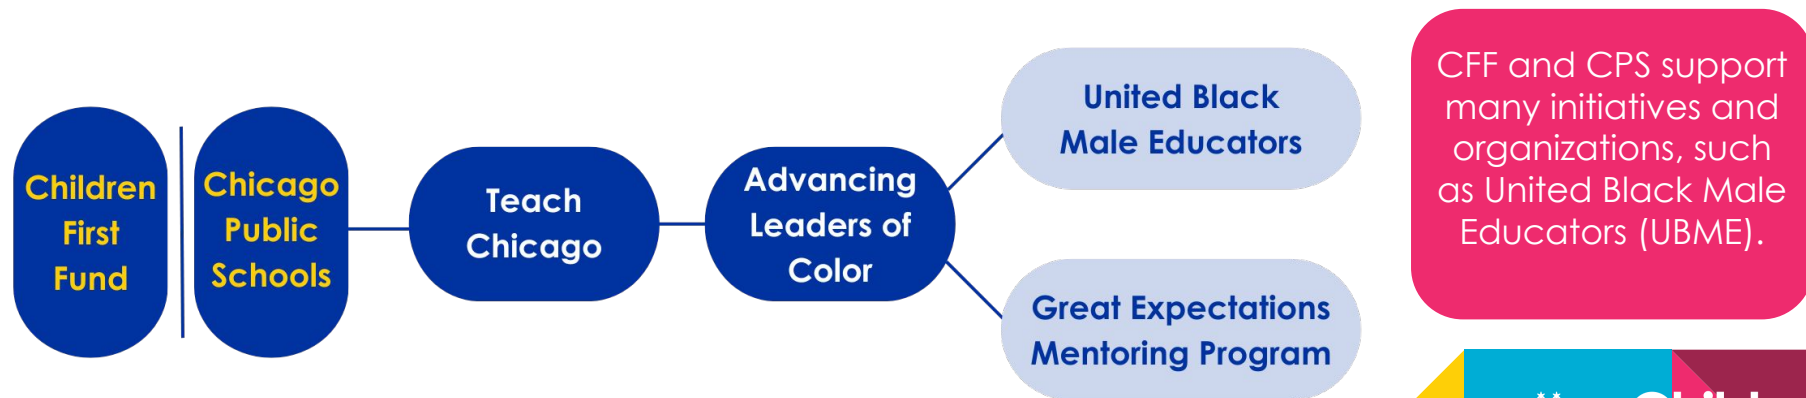 Children
First
Fund
Chicago
Public
Schools
Teach
Chicago
Advancing
Leaders of
Color
United Black
Male Educators
Great Expectations
Mentoring Program
CFF and CPS support
many initiatives and
organizations, such
as United Black Male
Educators (UBME).